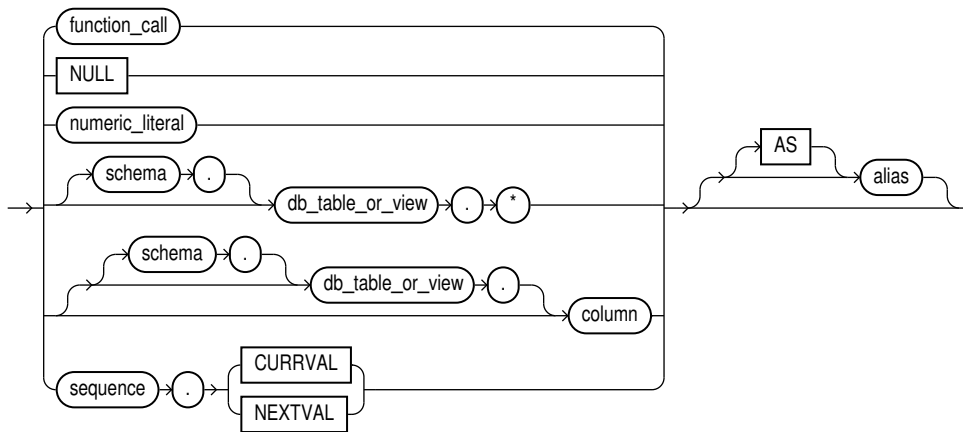 function_call
NULL
numeric_literal
AS
schema .
alias
db_table_or_view . *
schema .
db_table_or_view .
column
CURRVAL
sequence .
NEXTVAL